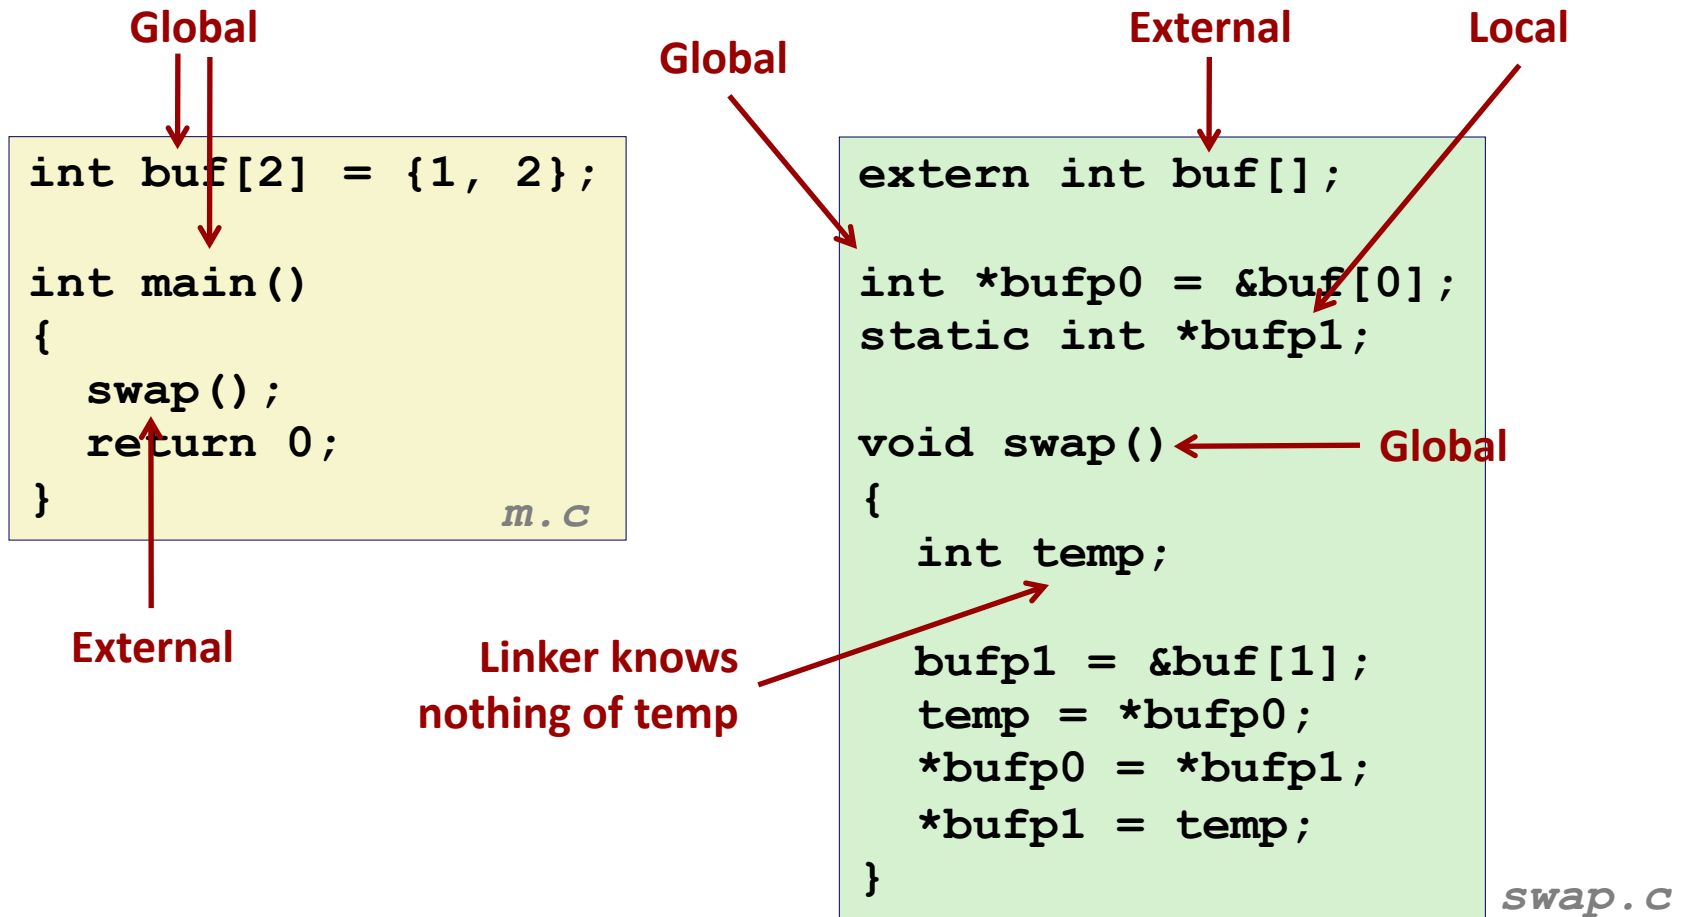 Global
int buf[2] = {1, 2};
int main()
{
swap();
return 0;
}
m.c
External
Global
External
Local
extern int buf[];
int *bufp0 = &buf[0];
static int *bufp1;
void swap()
Global
{
int temp;
Linker knows
nothing of temp
bufp1 = &buf[1];
temp = *bufp0;
*bufp0 = *bufp1;
*bufp1 = temp;
}
swap.c